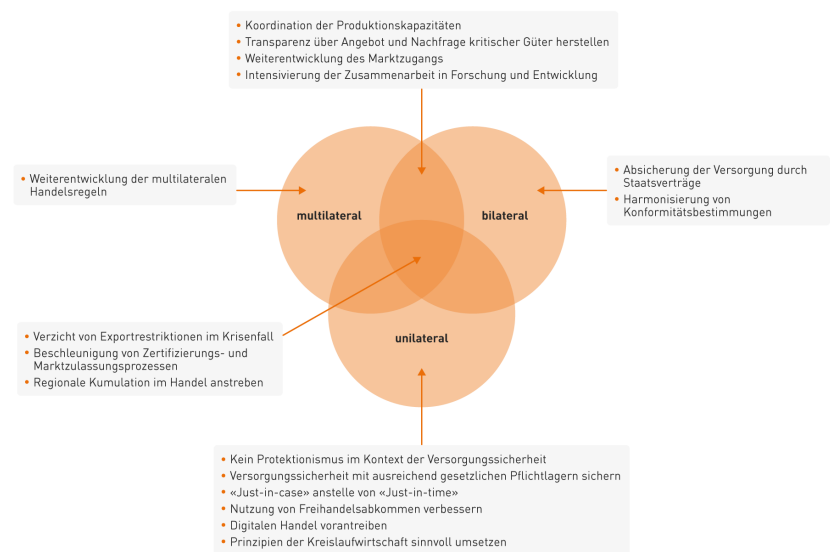 • Koordination der Produktionskapazitäten
• Transparenz über Angebot und Nachfrage kritischer Güter herstellen
• Weiterentwicklung des Marktzugangs
• Intensivierung der Zusammenarbeit in Forschung und Entwicklung
• Weiterentwicklung der multilateralen
Handelsregeln
• Absicherung der Versorgung durch
Staatsverträge
• Harmonisierung von
Konformitätsbestimmungen
multilateral
bilateral
unilateral
• Verzicht von Exportrestriktionen im Krisenfall
• Beschleunigung von Zertifizierungs- und
Marktzulassungsprozessen
• Regionale Kumulation im Handel anstreben
• Kein Protektionismus im Kontext der Versorgungssicherheit
• Versorgungssicherheit mit ausreichend gesetzlichen Pflichtlagern sichern
• «Just-in-case» anstelle von «Just-in-time»
• Nutzung von Freihandelsabkommen verbessern
• Digitalen Handel vorantreiben
• Prinzipien der Kreislaufwirtschaft sinnvoll umsetzen